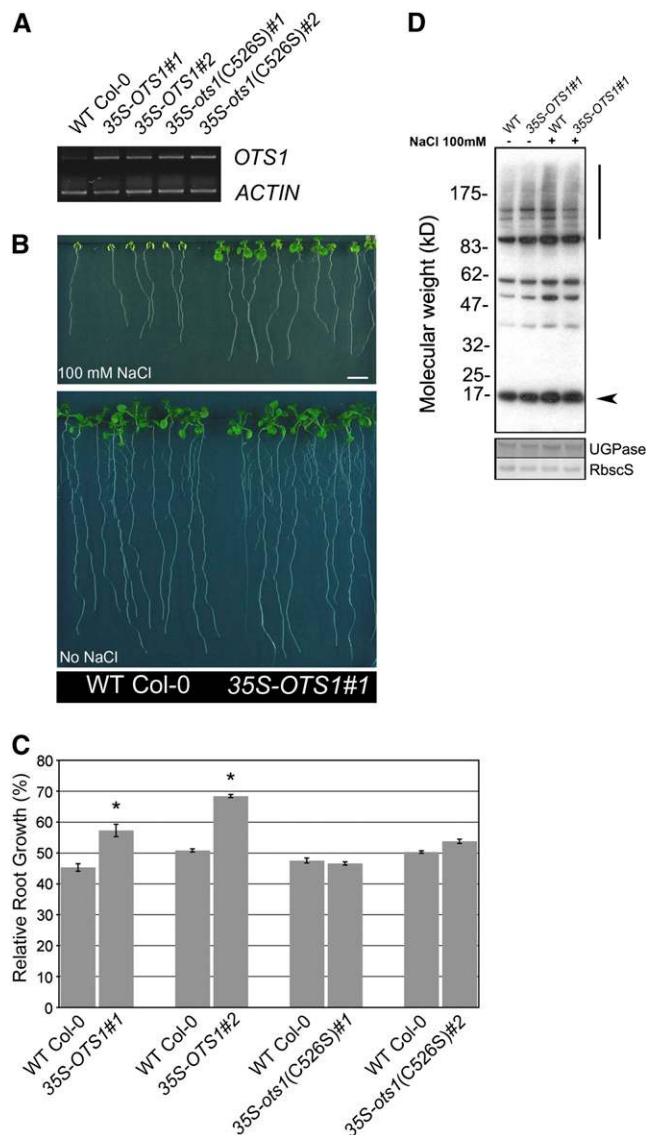 A
WT Col-0
35S-OTS1#1
35S-OTS1#2
35S-ots1(C526S)#1
35S-ots1(C526S)#2
OTS1
ACTIN
B
100 mM NaCl
No NaCl
WT Col-0 35S-OTS1#1
C
Relative Root Growth (%)
80
70
60
50
40
30
20
10
0
*
*
WT Col-0
35S-OTS1#1
WT Col-0
35S-OTS1#2
WT Col-0
35S-ots1(C526S)#1
WT Col-0
35S-ots1(C526S)#2
D
WT
35S-OTS1#1
WT
35S-OTS1#1
NaCl 100mM - - + +
Molecular weight (kD)
175-
83-
62-
47-
32-
25-
17-
UGPase
RbscS